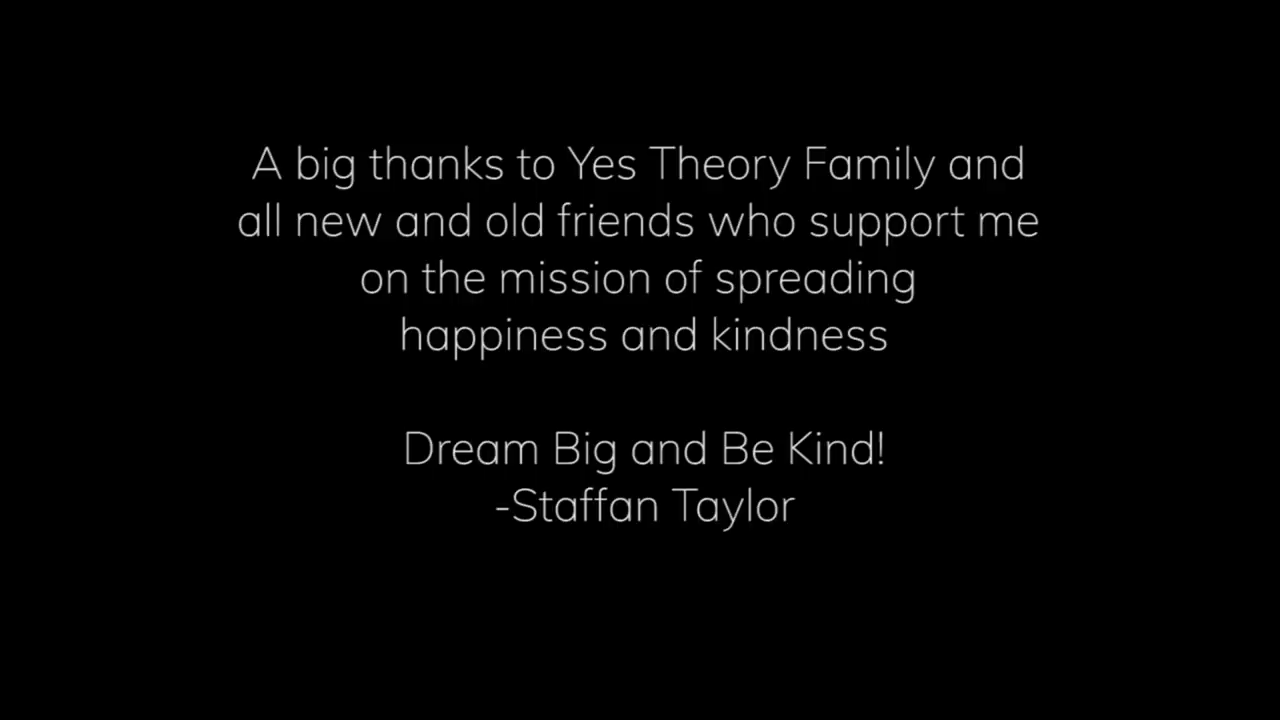 A big thanks to Yes Theory Family and
all new and old friends who support me
on the mission of spreading
happiness and kindness
Dream Big and Be Kind!
-Staffan Taylor